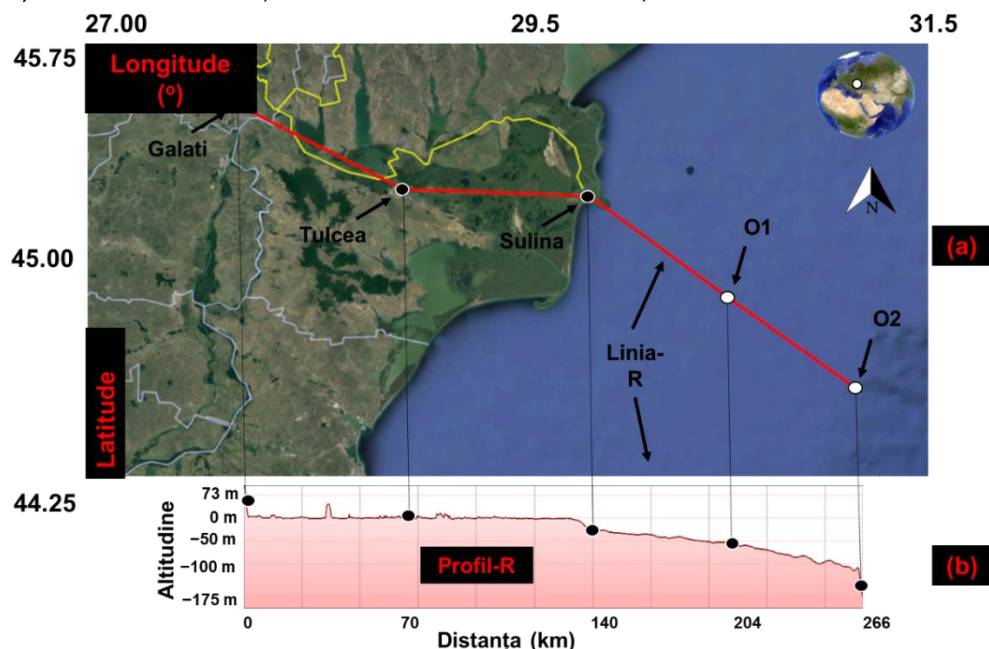 27.00 29.5 31.5
45.75
Longitude
(º)
Galati
N
Tulcea
Sulina
O1
(a)
45.00
Linia-
R
O2
Latitude
44.25
73 m
0 m
−50 m
−100 m
−175 m
Altitudine
Profil-R
(b)
0 70 140 204 266
Distanța (km)